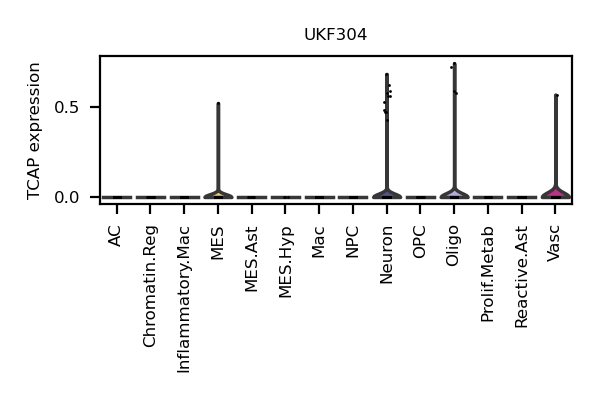 UKF304
TCAP expression
0.5
0.0
AC
Chromatin.Reg
Inflammatory.Mac
MES
MES.Ast
MES.Hyp
Mac
NPC
Neuron
OPC
Oligo
Prolif.Metab
Reactive.Ast
Vasc